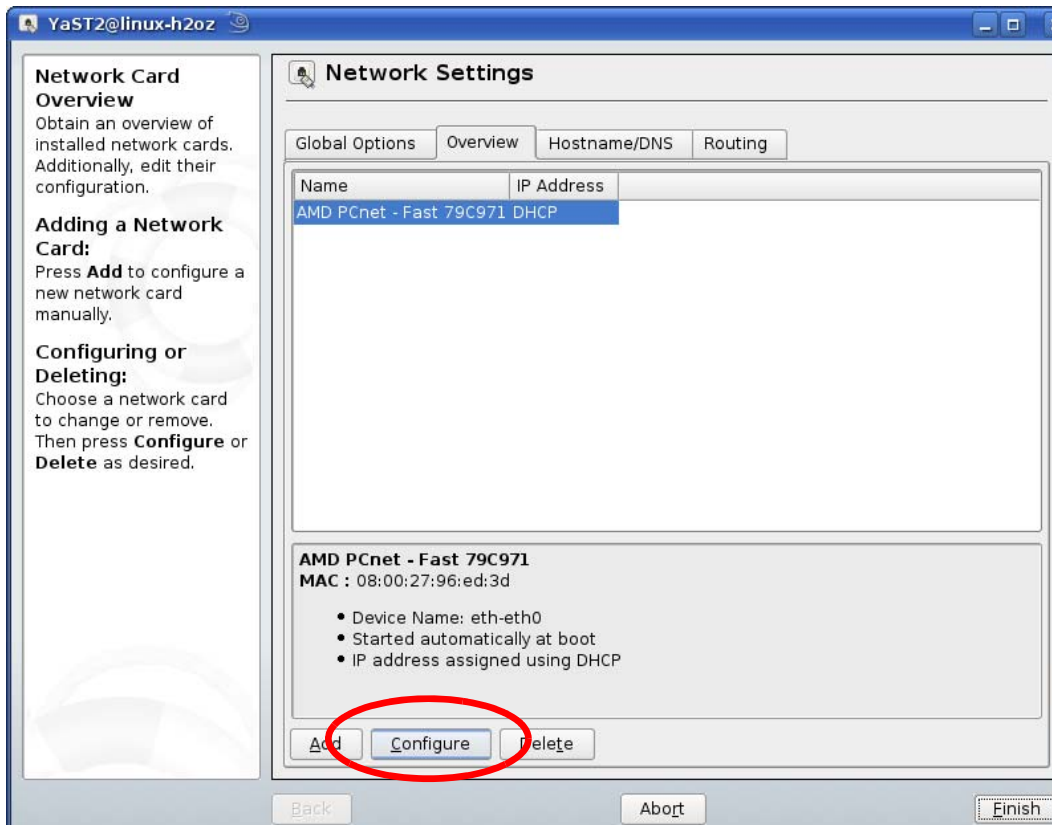 YaST2@linux-h2oz
Network Card
Overview
Obtain an overview of
installed network cards.
Additionally, edit their
configuration.
Adding a Network
Card:
Press Add to configure a
new network card
manually.
Configuring or
Deleting:
Choose a network card
to change or remove.
Then press Configure or
Delete as desired.
Network Settings
Global Options Overview Hostname/DNS Routing
Name IP Address
AMD PCnet - Fast 79C971 DHCP
AMD PCnet - Fast 79C971
MAC : 08:00:27:96:ed:3d
• Device Name: eth-eth0
• Started automatically at boot
• IP address assigned using DHCP
Add Configure Delete
Back Abort Finish